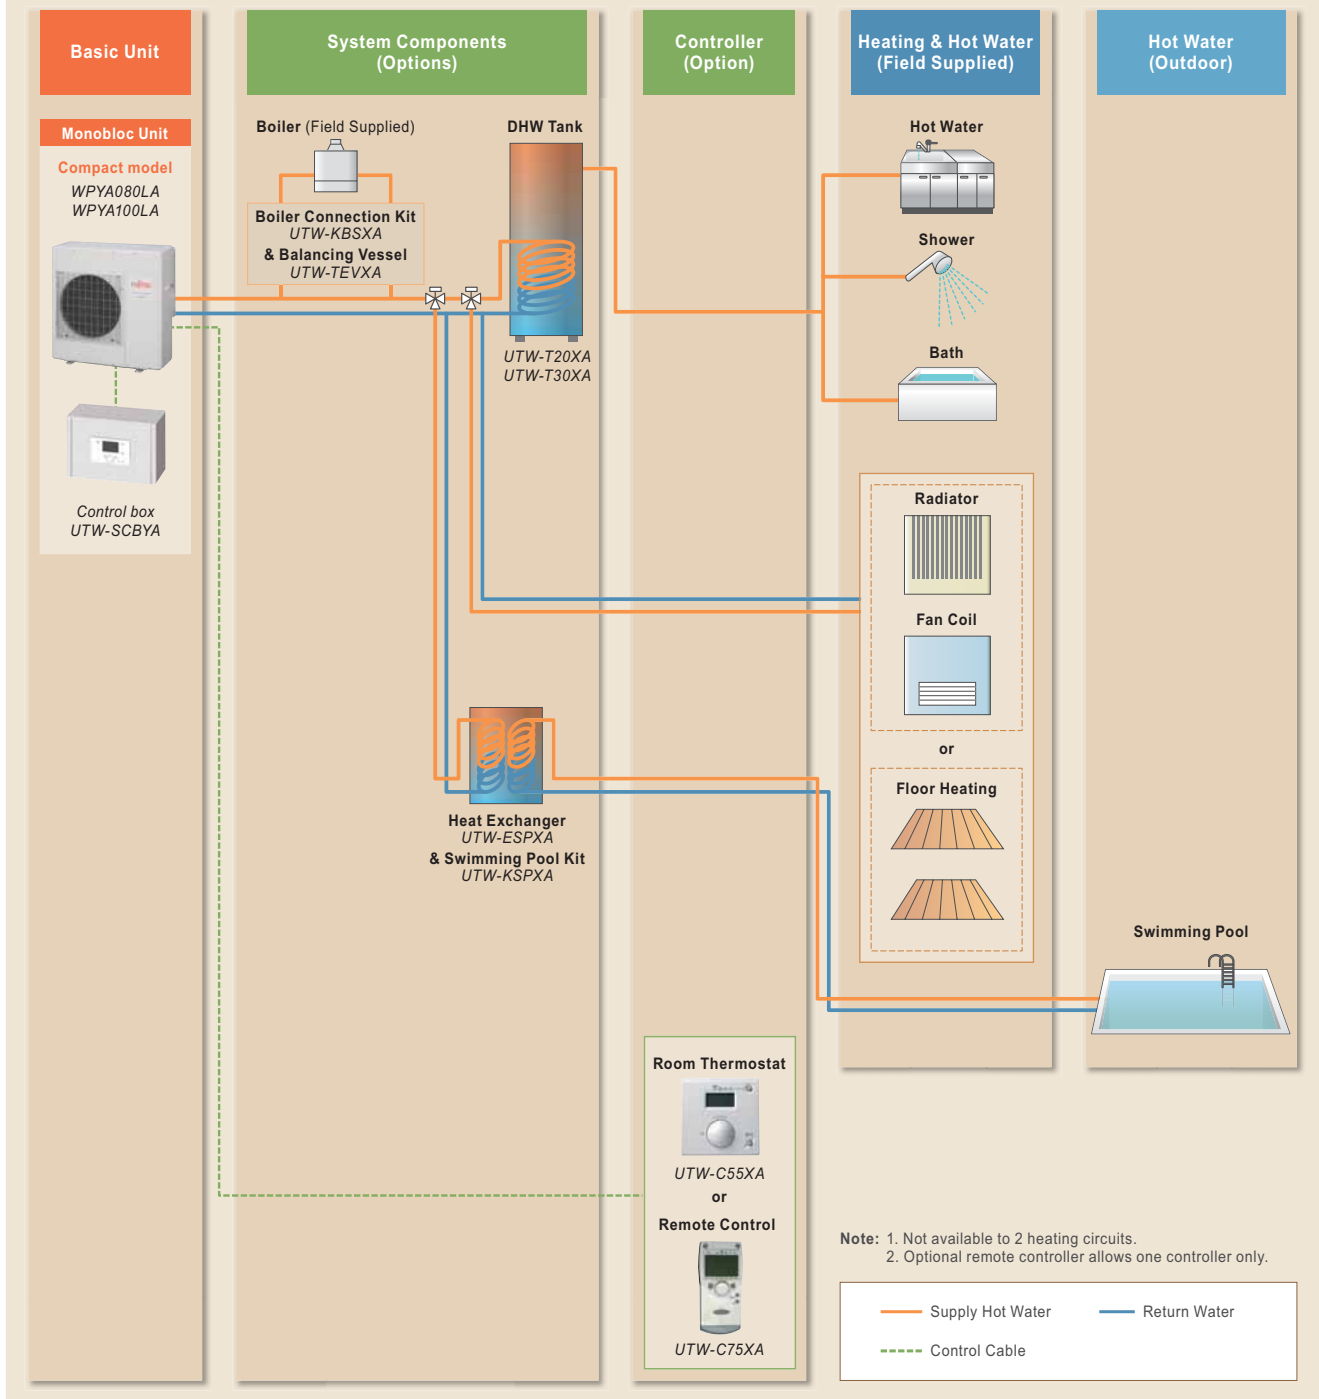 Basic Unit
System Components
(Options)
Controller
(Option)
Heating & Hot Water
(Field Supplied)
Hot Water
(Outdoor)
Monobloc Unit
Compact model
WPYA080LA
WPYA100LA
Control box
UTW-SCBYA
Boiler (Field Supplied)
Boiler Connection Kit
UTW-KBSXA
& Balancing Vessel
UTW-TEVXA
DHW Tank
UTW-T20XA
UTW-T30XA
Heat Exchanger
UTW-ESPXA
& Swimming Pool Kit
UTW-KSPXA
Room Thermostat
UTW-C55XA
or
Remote Control
UTW-C75XA
Hot Water
Shower
Bath
Radiator
Fan Coil
or
Floor Heating
Swimming Pool
Note: 1. Not available to 2 heating circuits.
2. Optional remote controller allows one controller only.
Supply Hot Water
Return Water
Control Cable